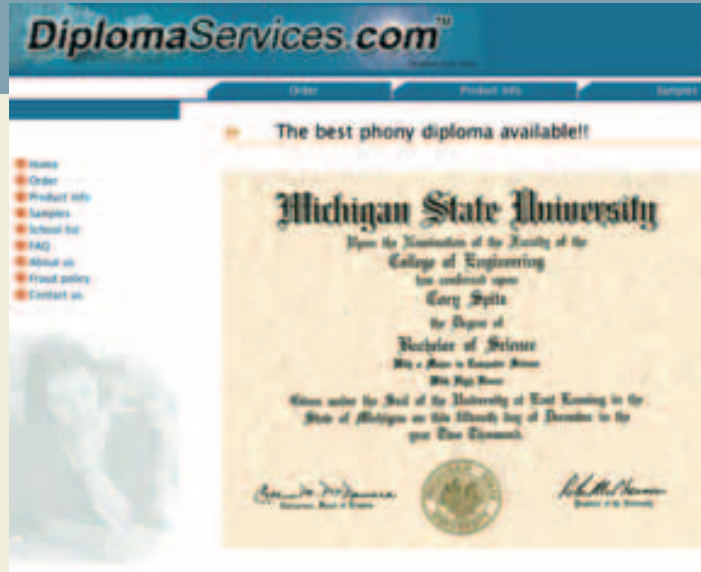 DiplomaServices.com™
Order Product Info Samples
The best phony diploma available!!
Home
Order
Product Info
Samples
School list
FAQ
About us
Fraud policy
Contact us
Michigan State University
Upon the Nomination of the Faculty of the
College of Engineering
has conferred upon
Cory Spitz
the Degree of
Bachelor of Science
With a Major in Computer Science
With High Honor
Given under the Seal of the University at East Lansing in the
State of Michigan on this day of December in the
year Two Thousand.